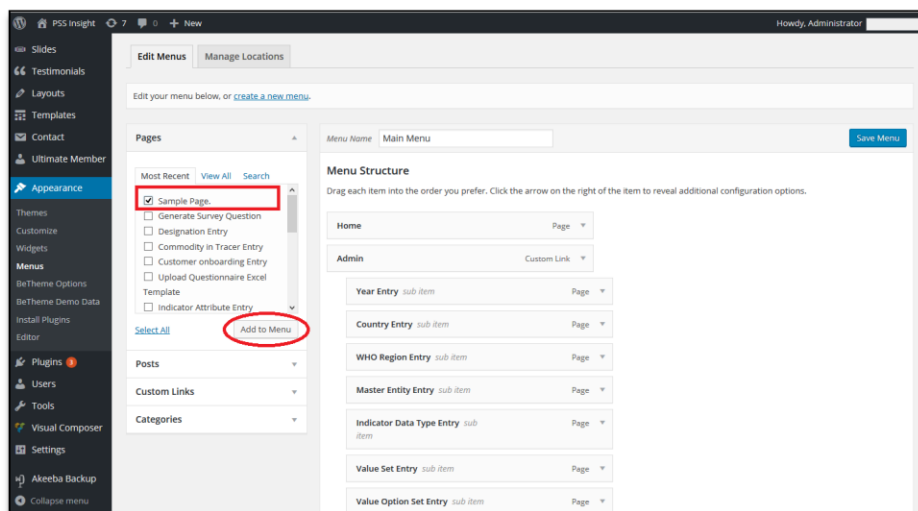 PSS Insight 7 0 + New Howdy, Administrator
Slides
Testimonials
Layouts
Templates
Contact
Ultimate Member
Appearance
Themes
Customize
Widgets
Menus
BeTheme Options
BeTheme Demo Data
Install Plugins
Editor
Plugins 3
Users
Tools
Visual Composer
Settings
Akeeba Backup
Collapse menu
Edit Menus Manage Locations
Edit your menu below, or create a new menu.
Pages
Most Recent View All Search
Sample Page.
Generate Survey Question
Designation Entry
Commodity in Tracer Entry
Customer onboarding Entry
Upload Questionnaire Excel
Template
Indicator Attribute Entry
Select All Add to Menu
Posts
Custom Links
Categories
Menu Name Main Menu Save Menu
Menu Structure
Drag each item into the order you prefer. Click the arrow on the right of the item to reveal additional configuration options.
Home Page
Admin Custom Link
Year Entry sub item Page
Country Entry sub item Page
WHO Region Entry sub item Page
Master Entity Entry sub item Page
Indicator Data Type Entry sub Page
item
Value Set Entry sub item Page
Value Option Set Entry sub item Page